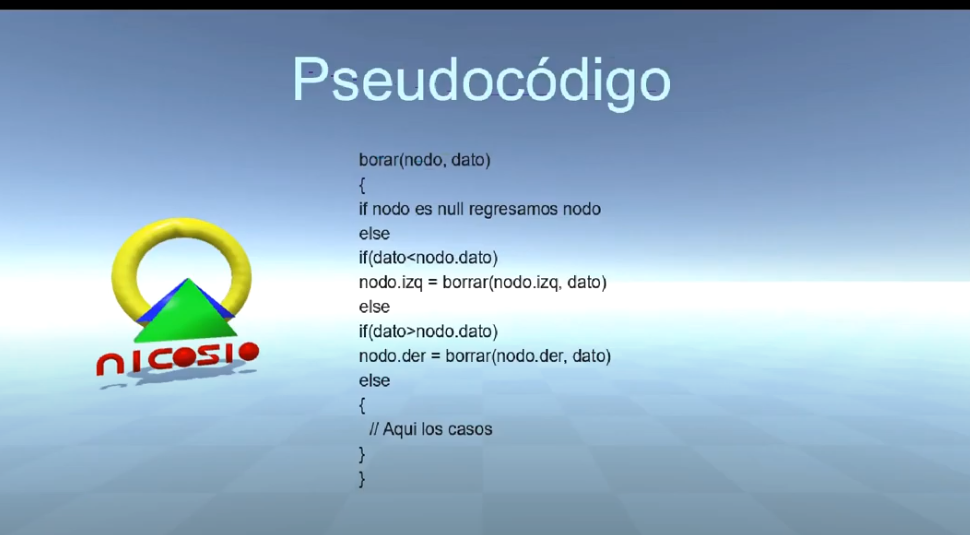 Pseudocódigo
borar(nodo, dato)
{
if nodo es null regresamos nodo
else
if(dato<nodo.dato)
nodo.izq = borrar(nodo.izq, dato)
else
if(dato>nodo.dato)
nodo.der = borrar(nodo.der, dato)
else
{
// Aqui los casos
}
}
NICOSIO